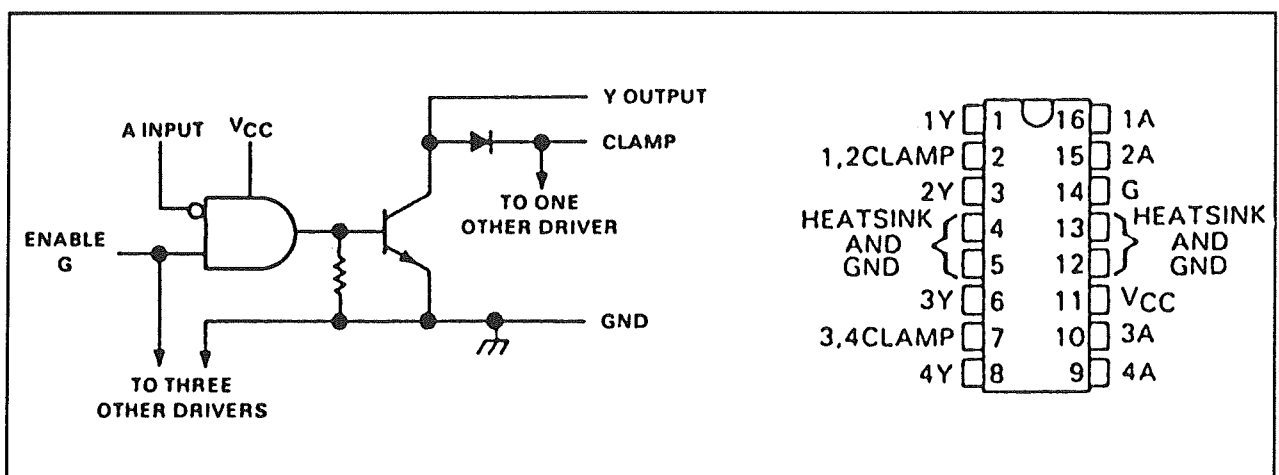 Y OUTPUT
A INPUT
VCC
CLAMP
TO ONE
OTHER DRIVER
ENABLE
G
GND
TO THREE
OTHER DRIVERS
1Y 1 16 1A
1,2CLAMP 2 15 2A
2Y 3 14 G
HEATSINK
AND
GND
4 13
5 12
HEATSINK
AND
GND
3Y 6 11 VCC
3,4CLAMP 7 10 3A
4Y 8 9 4A